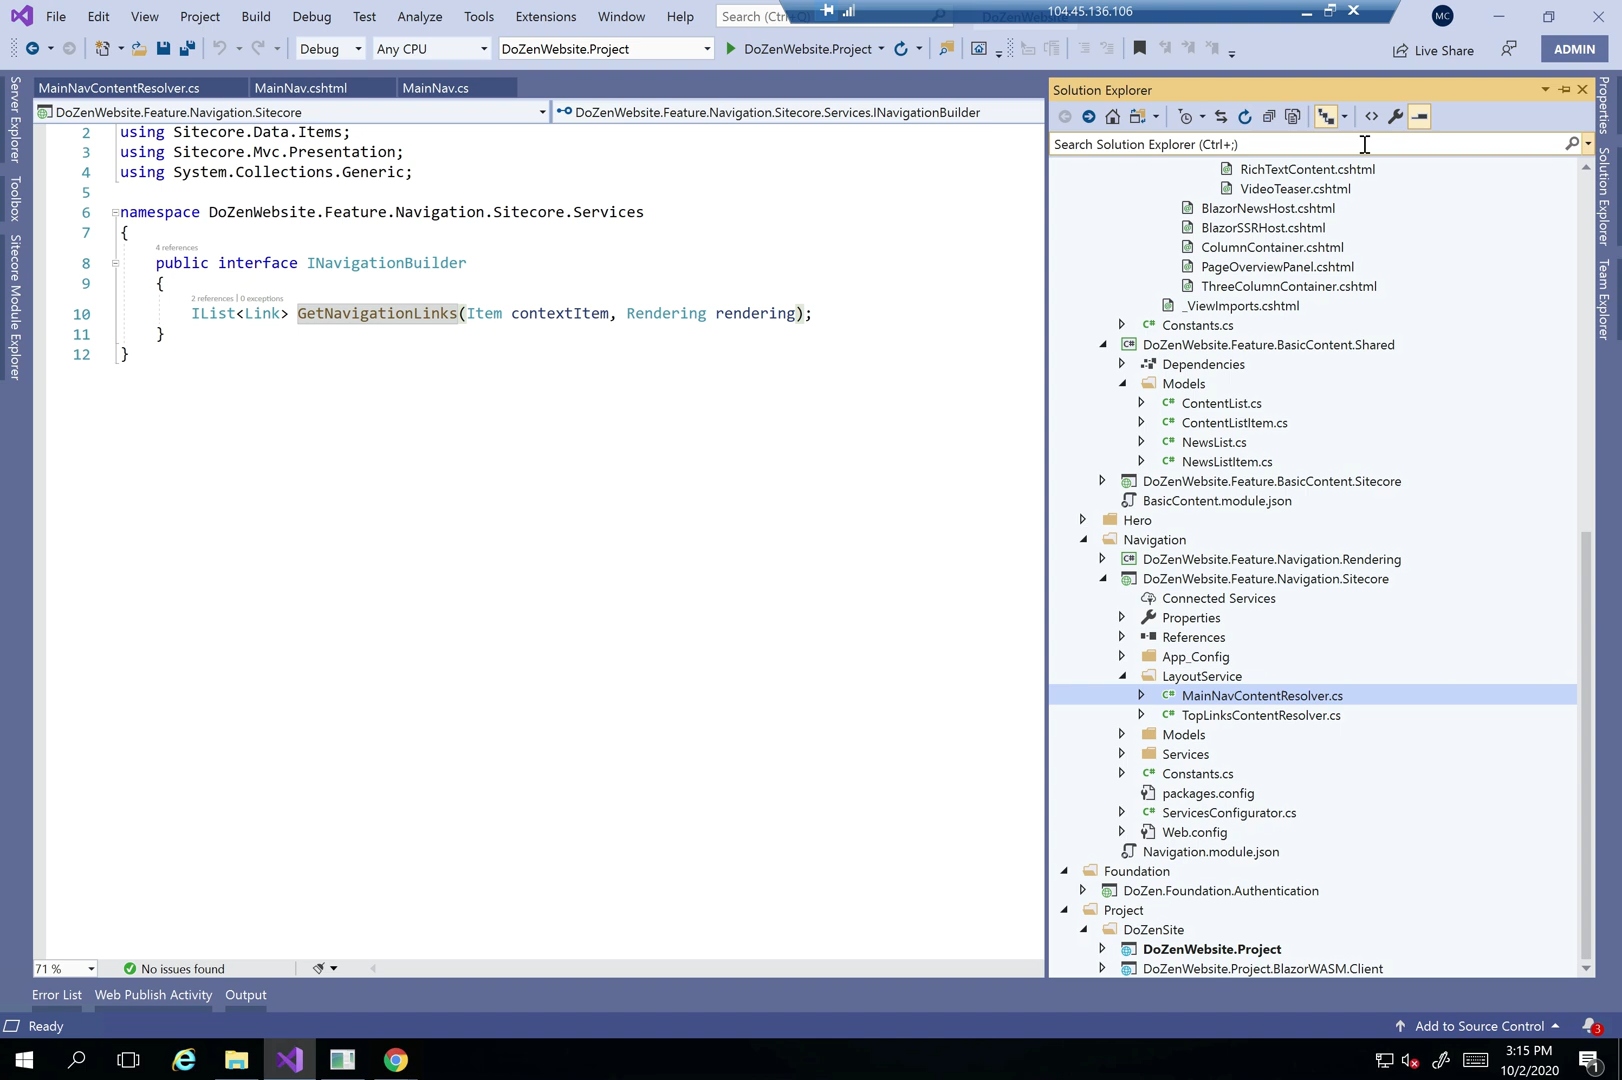 File Edit View Project Build Debug Test Analyze Tools Extensions Window Help
104.45.136.106
MC
Debug Any CPU DoZenWebsite.Project DoZenWebsite.Project Live Share ADMIN
Server Explorer
Toolbox
Sitecore Module Explorer
MainNavContentResolver.cs MainNav.cshtml MainNav.cs
DoZenWebsite.Feature.Navigation.Sitecore DoZenWebsite.Feature.Navigation.Sitecore.Services.INavigationBuilder
2 using Sitecore.Data.Items;
3 using Sitecore.Mvc.Presentation;
4 using System.Collections.Generic;
5
6 namespace DoZenWebsite.Feature.Navigation.Sitecore.Services
7 {
4 references
8 public interface INavigationBuilder
9 {
2 references | 0 exceptions
10 IList<Link> GetNavigationLinks(Item contextItem, Rendering rendering);
11 }
12 }
71 % No issues found
Solution Explorer
Search Solution Explorer (Ctrl+;)
RichTextContent.cshtml
VideoTeaser.cshtml
BlazorNewsHost.cshtml
BlazorSSRHost.cshtml
ColumnContainer.cshtml
PageOverviewPanel.cshtml
ThreeColumnContainer.cshtml
_ViewImports.cshtml
C# Constants.cs
C# DoZenWebsite.Feature.BasicContent.Shared
Dependencies
Models
C# ContentList.cs
C# ContentListItem.cs
C# NewsList.cs
C# NewsListItem.cs
DoZenWebsite.Feature.BasicContent.Sitecore
BasicContent.module.json
Hero
Navigation
C# DoZenWebsite.Feature.Navigation.Rendering
DoZenWebsite.Feature.Navigation.Sitecore
Connected Services
Properties
References
App_Config
LayoutService
C# MainNavContentResolver.cs
C# TopLinksContentResolver.cs
Models
Services
C# Constants.cs
packages.config
C# ServicesConfigurator.cs
Web.config
Navigation.module.json
Foundation
DoZen.Foundation.Authentication
Project
DoZenSite
DoZenWebsite.Project
DoZenWebsite.Project.BlazorWASM.Client
Properties
Solution Explorer
Team Explorer
Error List Web Publish Activity Output
Ready Add to Source Control 3
3:15 PM
10/2/2020
1